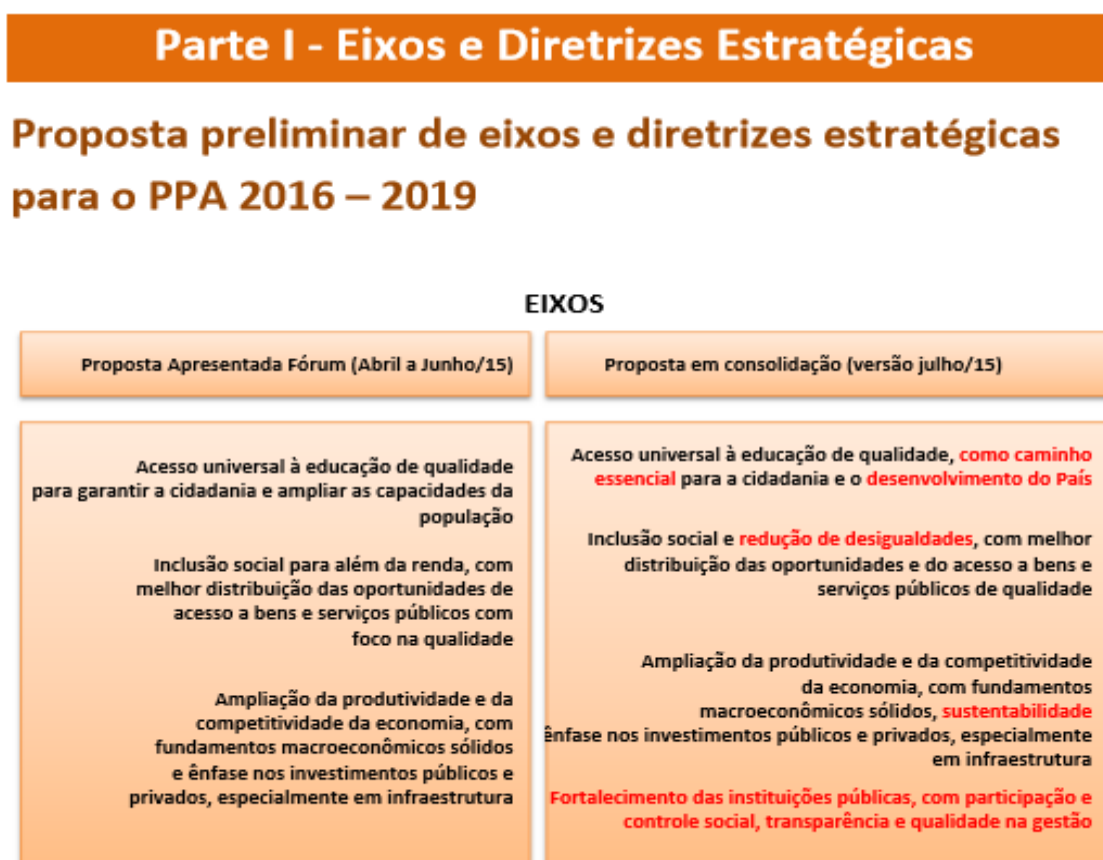 Parte I - Eixos e Diretrizes Estratégicas
Proposta preliminar de eixos e diretrizes estratégicas
para o PPA 2016 – 2019
EIXOS
Proposta Apresentada Fórum (Abril a Junho/15)
Acesso universal à educação de qualidade
para garantir a cidadania e ampliar as capacidades da
população
Inclusão social para além da renda, com
melhor distribuição das oportunidades de
acesso a bens e serviços públicos com
foco na qualidade
Ampliação da produtividade e da
competitividade da economia, com
fundamentos macroeconômicos sólidos
e ênfase nos investimentos públicos e
privados, especialmente em infraestrutura
Proposta em consolidação (versão julho/15)
Acesso universal à educação de qualidade, como caminho
essencial para a cidadania e o desenvolvimento do País
Inclusão social e redução de desigualdades, com melhor
distribuição das oportunidades e do acesso a bens e
serviços públicos de qualidade
Ampliação da produtividade e da competitividade
da economia, com fundamentos
macroeconômicos sólidos, sustentabilidade
ênfase nos investimentos públicos e privados, especialmente
em infraestrutura
Fortalecimento das instituições públicas, com participação e
controle social, transparência e qualidade na gestão